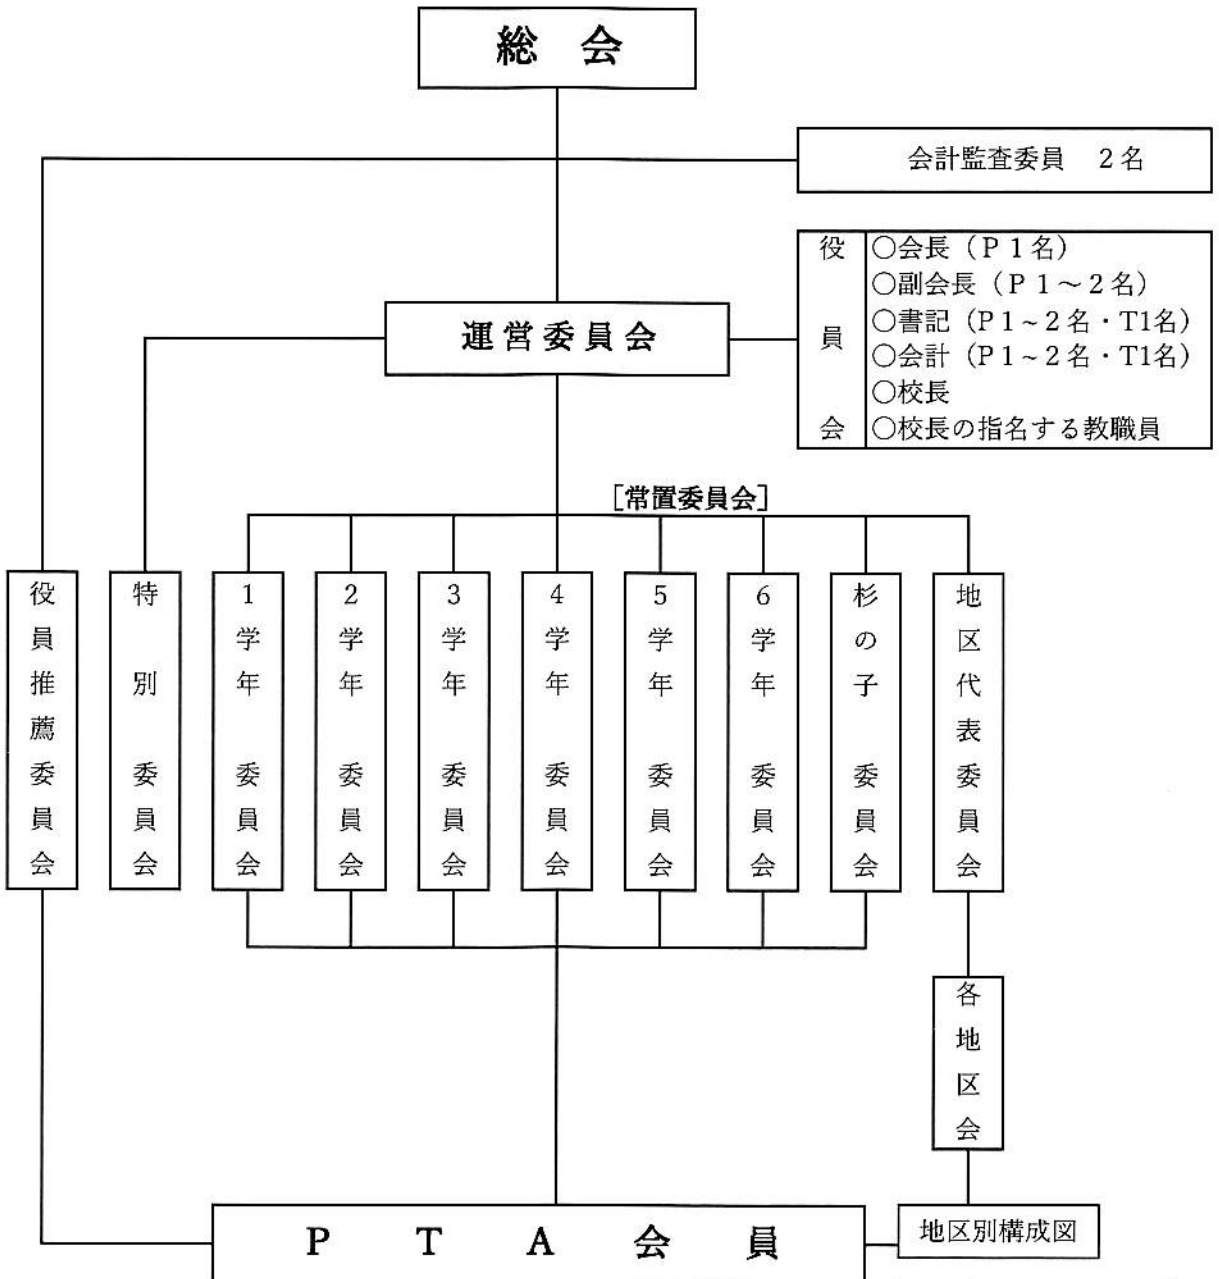 総 会
会計監査委員 2名
役員会
○会長（P 1名）
○副会長（P 1～2名）
○書記（P 1~2名・T1名）
○会計（P 1~2名・T1名）
○校長
○校長の指名する教職員
運営委員会
[常置委員会]
役員推薦委員会
特別委員会
1学年 委員会
2学年 委員会
3学年 委員会
4学年 委員会
5学年 委員会
6学年 委員会
杉の子 委員会
地区代表委員会
各地区会
地区別構成図
P T A 会 員